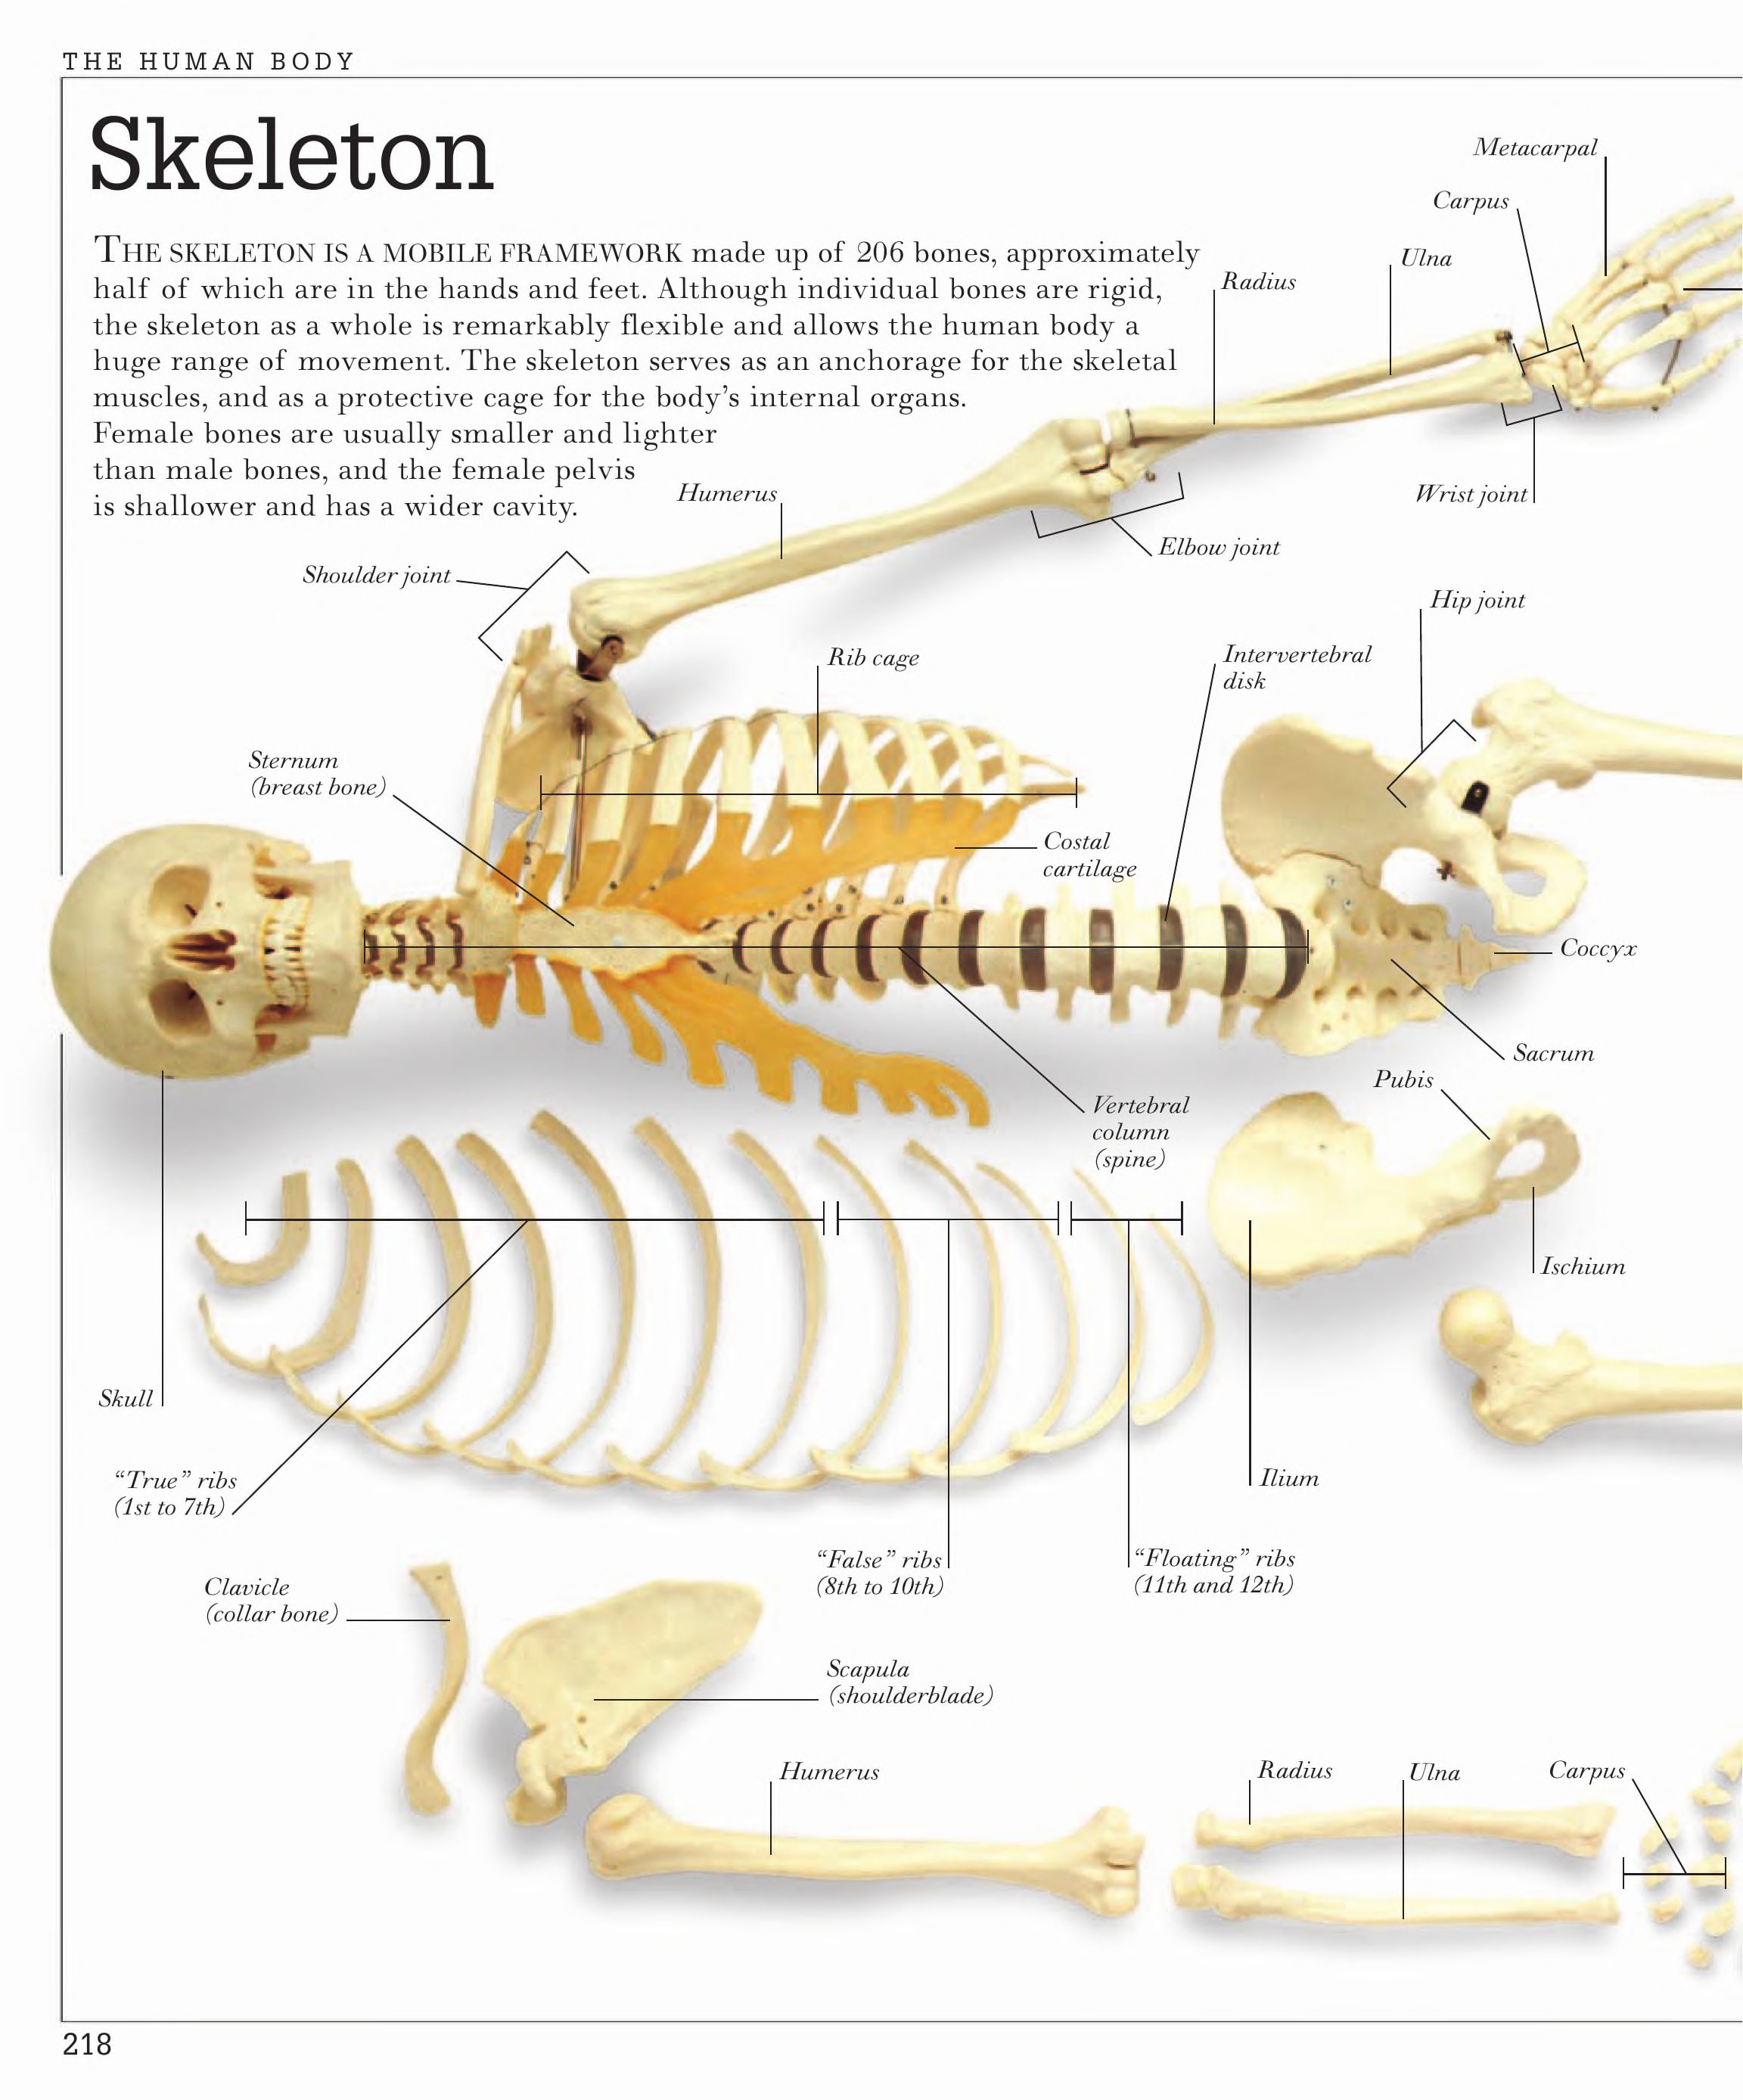 THE HUMAN BODY
Skeleton
THE SKELETON IS A MOBILE FRAMEWORK made up of 206 bones, approximately
half of which are in the hands and feet. Although individual bones are rigid,
the skeleton as a whole is remarkably flexible and allows the human body a
huge range of movement. The skeleton serves as an anchorage for the skeletal
muscles, and as a protective cage for the body's internal organs.
Female bones are usually smaller and lighter
than male bones, and the female pelvis
is shallower and has a wider cavity.
Metacarpal
Carpus
Ulna
Radius
Humerus
Wrist joint
Elbow joint
Shoulder joint
Hip joint
Rib cage
Intervertebral
disk
Sternum
(breast bone)
Costal
cartilage
Coccyx
Sacrum
Pubis
Vertebral
column
(spine)
Ischium
Skull
"True" ribs
(1st to 7th)
Ilium
"False" ribs
(8th to 10th)
"Floating" ribs
(11th and 12th)
Clavicle
(collar bone)
Scapula
(shoulderblade)
Humerus
Radius
Ulna
Carpus
218